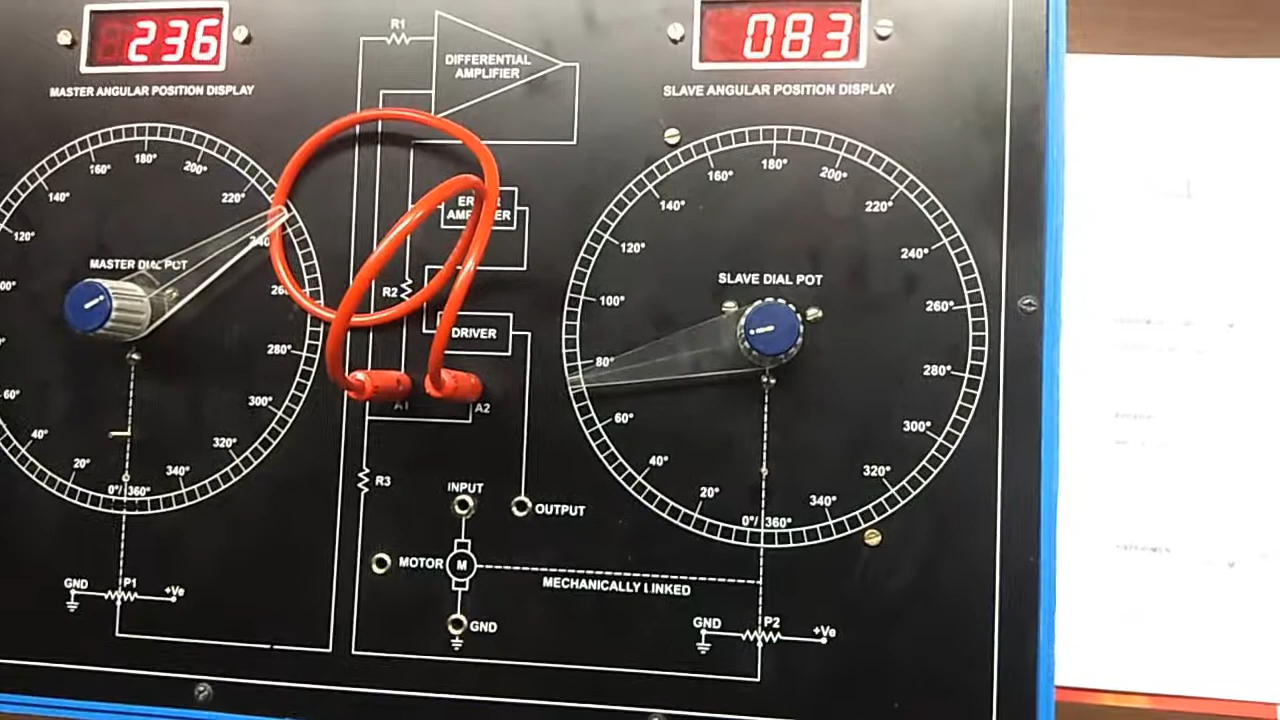 236
083
MASTER ANGULAR POSITION DISPLAY
SLAVE ANGULAR POSITION DISPLAY
R1
DIFFERENTIAL
AMPLIFIER
180°
160°
200°
140°
220°
120°
240°
MASTER DIAL POT
280°
60°
300°
40°
320°
20°
340°
0°/ 360°
180°
160°
200°
140°
220°
120°
240°
SLAVE DIAL POT
100°
260°
80°
280°
60°
300°
40°
320°
20°
340°
0°/ 360°
R2
DRIVER
A1
A2
R3
INPUT
OUTPUT
MOTOR
M
MECHANICALLY LINKED
GND
GND
P1
+Ve
GND
P2
+Ve